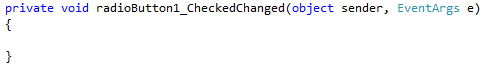 private void radioButton1_CheckedChanged(object sender, EventArgs e)
{
}